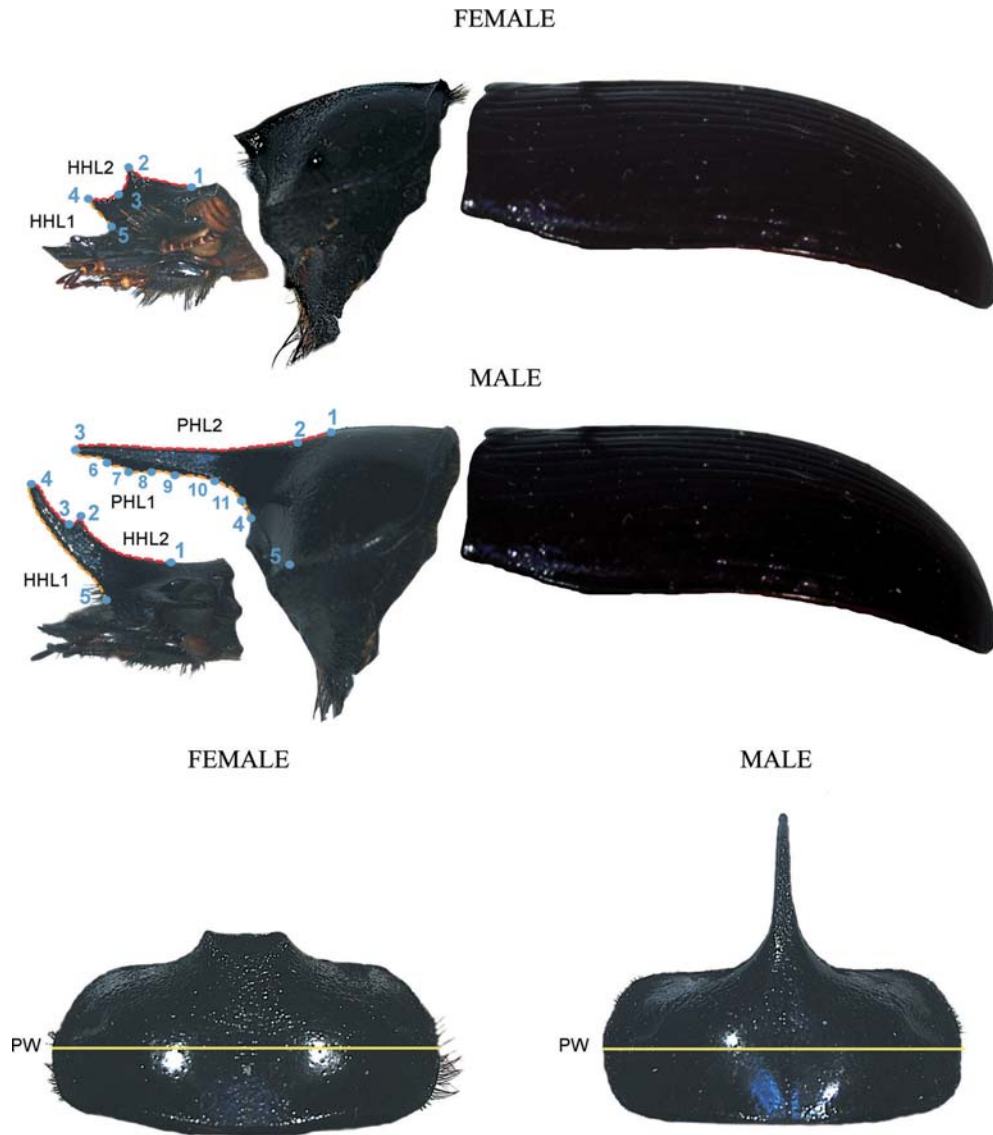 FEMALE
HHL2 2 1
4 3
HHL1 5
MALE
3 PHL2 2 1
6 7 8 9 10 11
PHL1 4
4 3 2 5
HHL2 1
HHL1
5
FEMALE MALE
PW PW